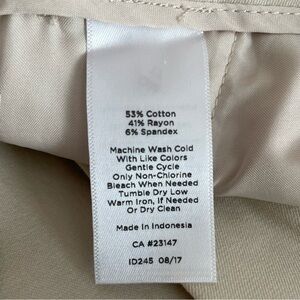 53% Cotton
41% Rayon
6% Spandex
Machine Wash Cold
With Like Colors
Gentle Cycle
Only Non-Chlorine
Bleach When Needed
Tumble Dry Low
Warm Iron, If Needed
Or Dry Clean
Made In Indonesia
CA #23147
ID245 08/17